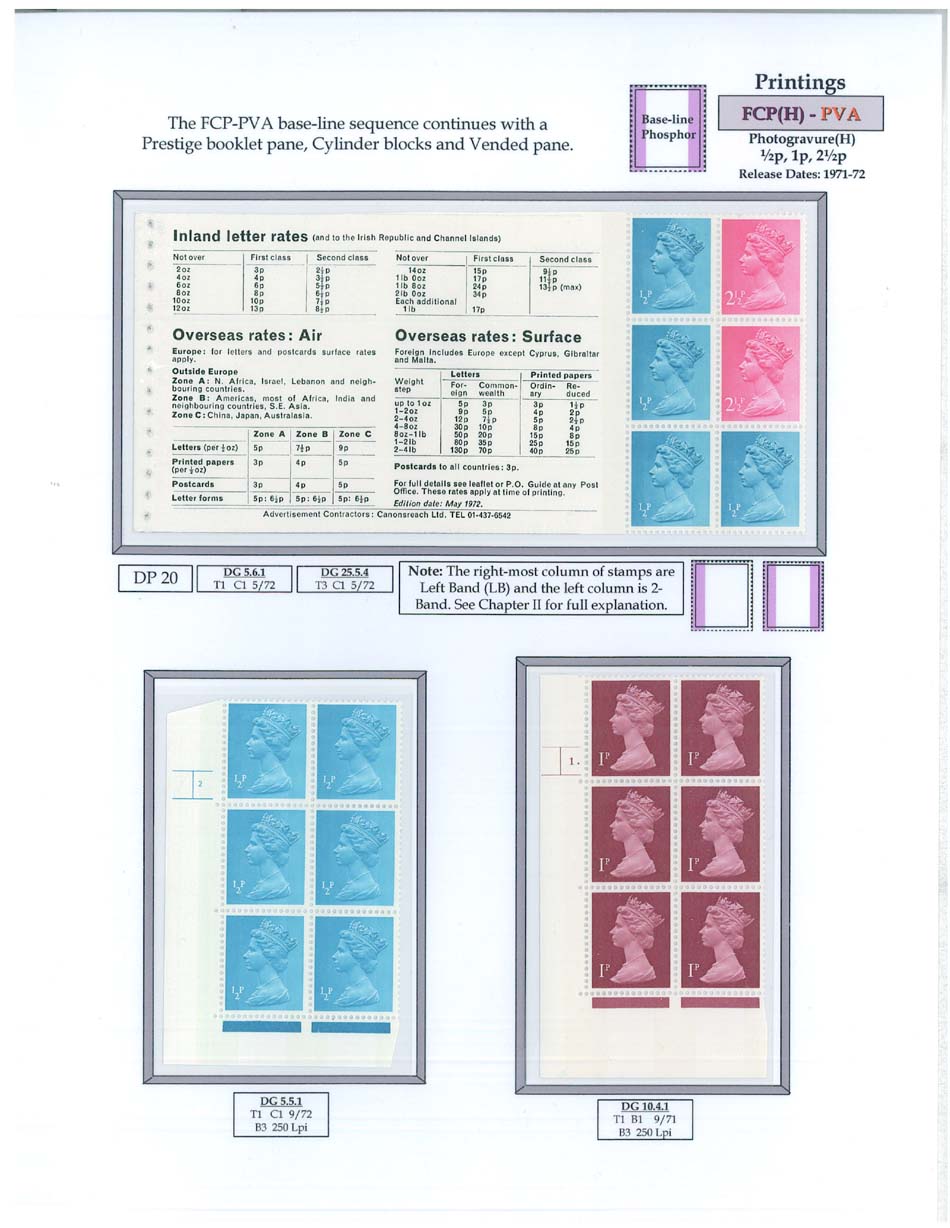 Printings
FCP(H) - PVA
Photogravure(H)
½p, 1p, 2½p
Release Dates: 1971-72
Base-line
Phosphor
The FCP-PVA base-line sequence continues with a
Prestige booklet pane, Cylinder blocks and Vended pane.
Inland letter rates (and to the Irish Republic and Channel Islands)
Not over First class Second class
2oz 3p 2½p
4oz 4p 3½p
6oz 6p 5½p
8oz 8p 6½p
10oz 10p 7½p
12oz 13p 8½p
Not over First class Second class
14oz 15p 9½p
1lb 0oz 17p 11½p
1lb 8oz 24p 13½p (max)
2lb 0oz 34p
Each additional
1lb 17p
Overseas rates: Air
Europe: for letters and postcards surface rates
apply.
Outside Europe
Zone A: N. Africa, Israel, Lebanon and neigh-
bouring countries.
Zone B: Americas, most of Africa, India and
neighbouring countries, S.E. Asia.
Zone C: China, Japan, Australasia.
Zone A Zone B Zone C
Letters (per ½oz) 5p 7½p 9p
Printed papers 3p 4p 5p
(per ½oz)
Postcards 3p 4p 5p
Letter forms 5p: 6½p 5p: 6½p 5p: 6½p
Overseas rates: Surface
Foreign includes Europe except Cyprus, Gibraltar
and Malta.
Letters Printed papers
Weight For- Common- Ordin- Re-
step eign wealth ary duced
up to 1oz 5p 3p 3p 1½p
1-2oz 9p 5p 4p 2p
2-4oz 12p 7½p 5p 2½p
4-8oz 30p 10p 8p 4p
8oz-1lb 50p 20p 15p 8p
1-2lb 80p 35p 25p 15p
2-4lb 130p 70p 40p 25p
Postcards to all countries: 3p.
For full details see leaflet or P.O. Guide at any Post
Office. These rates apply at time of printing.
Edition date: May 1972.
Advertisement Contractors: Canonsreach Ltd. TEL 01-437-6542
½P 2½P
½P 2½P
½P ½P
DP 20
DG 5.6.1
T1 C1 5/72
DG 25.5.4
T3 C1 5/72
Note: The right-most column of stamps are
Left Band (LB) and the left column is 2-
Band. See Chapter II for full explanation.
2
½P ½P
½P ½P
½P ½P
1.
1P 1P
1P 1P
1P 1P
DG 5.5.1
T1 C1 9/72
B3 250 Lpi
DG 10.4.1
T1 B1 9/71
B3 250 Lpi